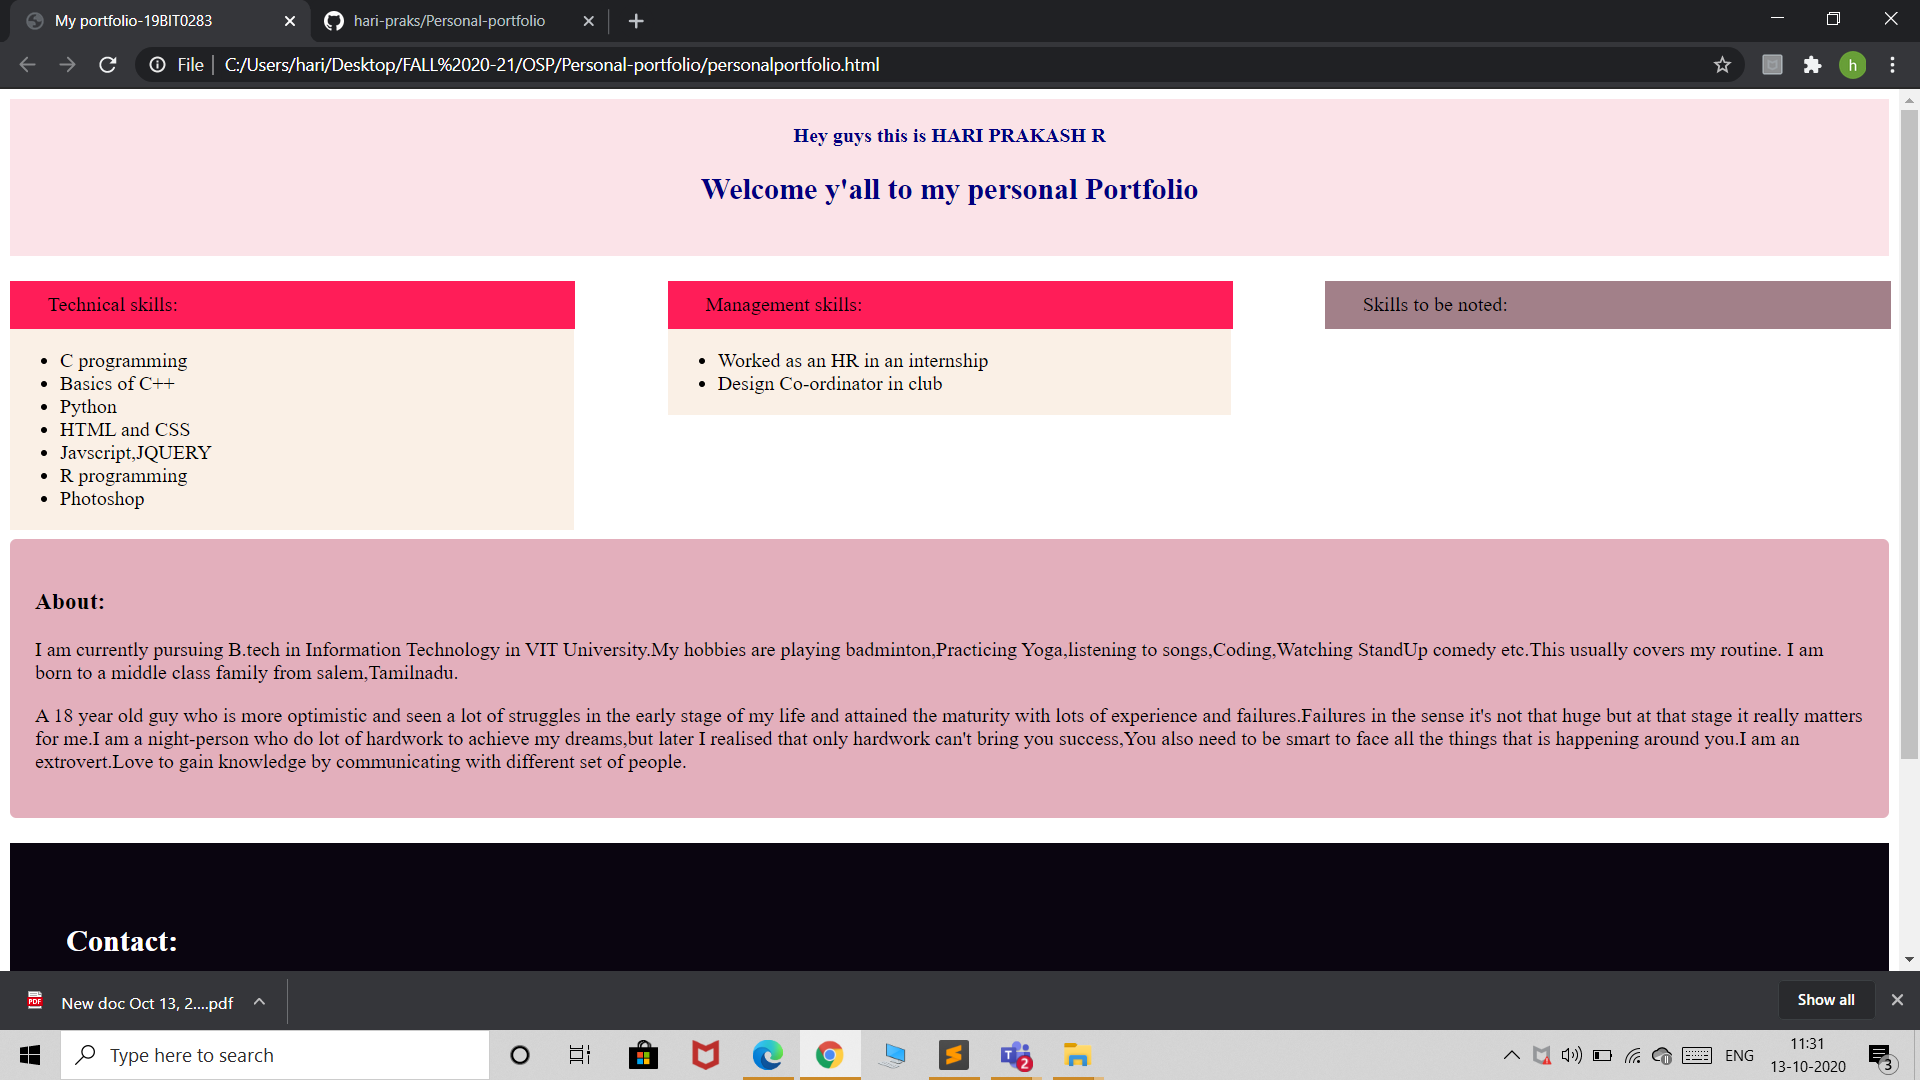 My portfolio-19BIT0283
hari-praks/Personal-portfolio
File
C:/Users/hari/Desktop/FALL%2020-21/OSP/Personal-portfolio/personalportfolio.html
h
Hey guys this is HARI PRAKASH R
Welcome y'all to my personal Portfolio
Technical skills:
C programming
Basics of C++
Python
HTML and CSS
Javscript,JQUERY
R programming
Photoshop
Management skills:
Worked as an HR in an internship
Design Co-ordinator in club
Skills to be noted:
About:
I am currently pursuing B.tech in Information Technology in VIT University.My hobbies are playing badminton,Practicing Yoga,listening to songs,Coding,Watching StandUp comedy etc.This usually covers my routine. I am
born to a middle class family from salem,Tamilnadu.
A 18 year old guy who is more optimistic and seen a lot of struggles in the early stage of my life and attained the maturity with lots of experience and failures.Failures in the sense it's not that huge but at that stage it really matters
for me.I am a night-person who do lot of hardwork to achieve my dreams,but later I realised that only hardwork can't bring you success,You also need to be smart to face all the things that is happening around you.I am an
extrovert.Love to gain knowledge by communicating with different set of people.
Contact:
PDF
New doc Oct 13, 2....pdf
Show all
Type here to search
2
ENG
11:31
13-10-2020
3